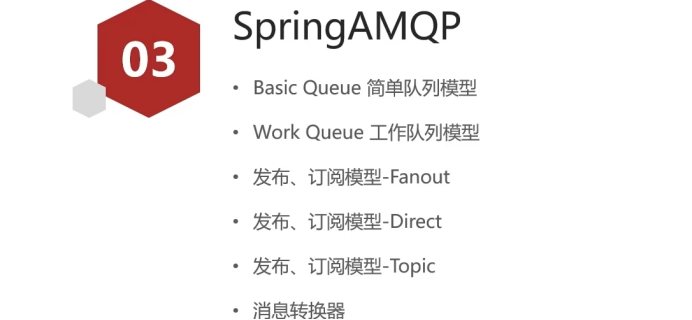 03
SpringAMQP
• Basic Queue 简单队列模型
• Work Queue 工作队列模型
• 发布、订阅模型-Fanout
• 发布、订阅模型-Direct
• 发布、订阅模型-Topic
• 消息转换器